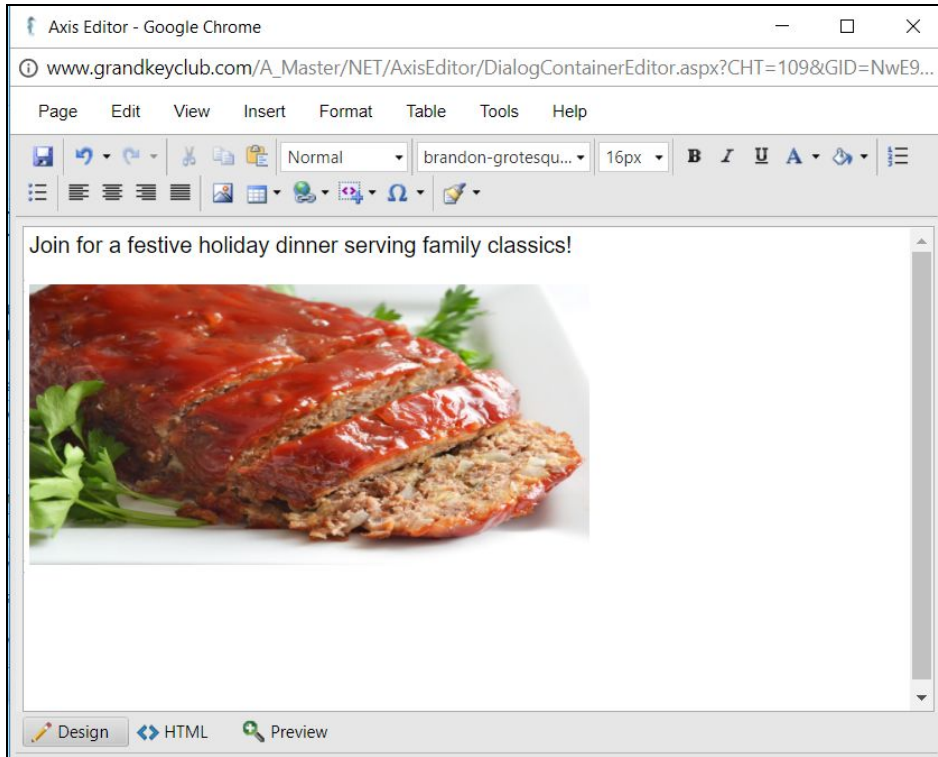 Axis Editor - Google Chrome
www.grandkeyclub.com/A_Master/NET/AxisEditor/DialogContainerEditor.aspx?CHT=109&GID=NwE9...
Page Edit View Insert Format Table Tools Help
Normal brandon-grotesqu... 16px B I U A
Ω
Join for a festive holiday dinner serving family classics!
Design HTML Preview